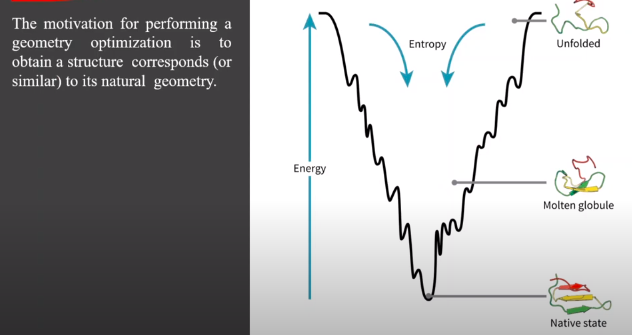 The motivation for performing a
geometry optimization is to
obtain a structure corresponds (or
similar) to its natural geometry.
Entropy
Unfolded
Energy
Molten globule
Native state